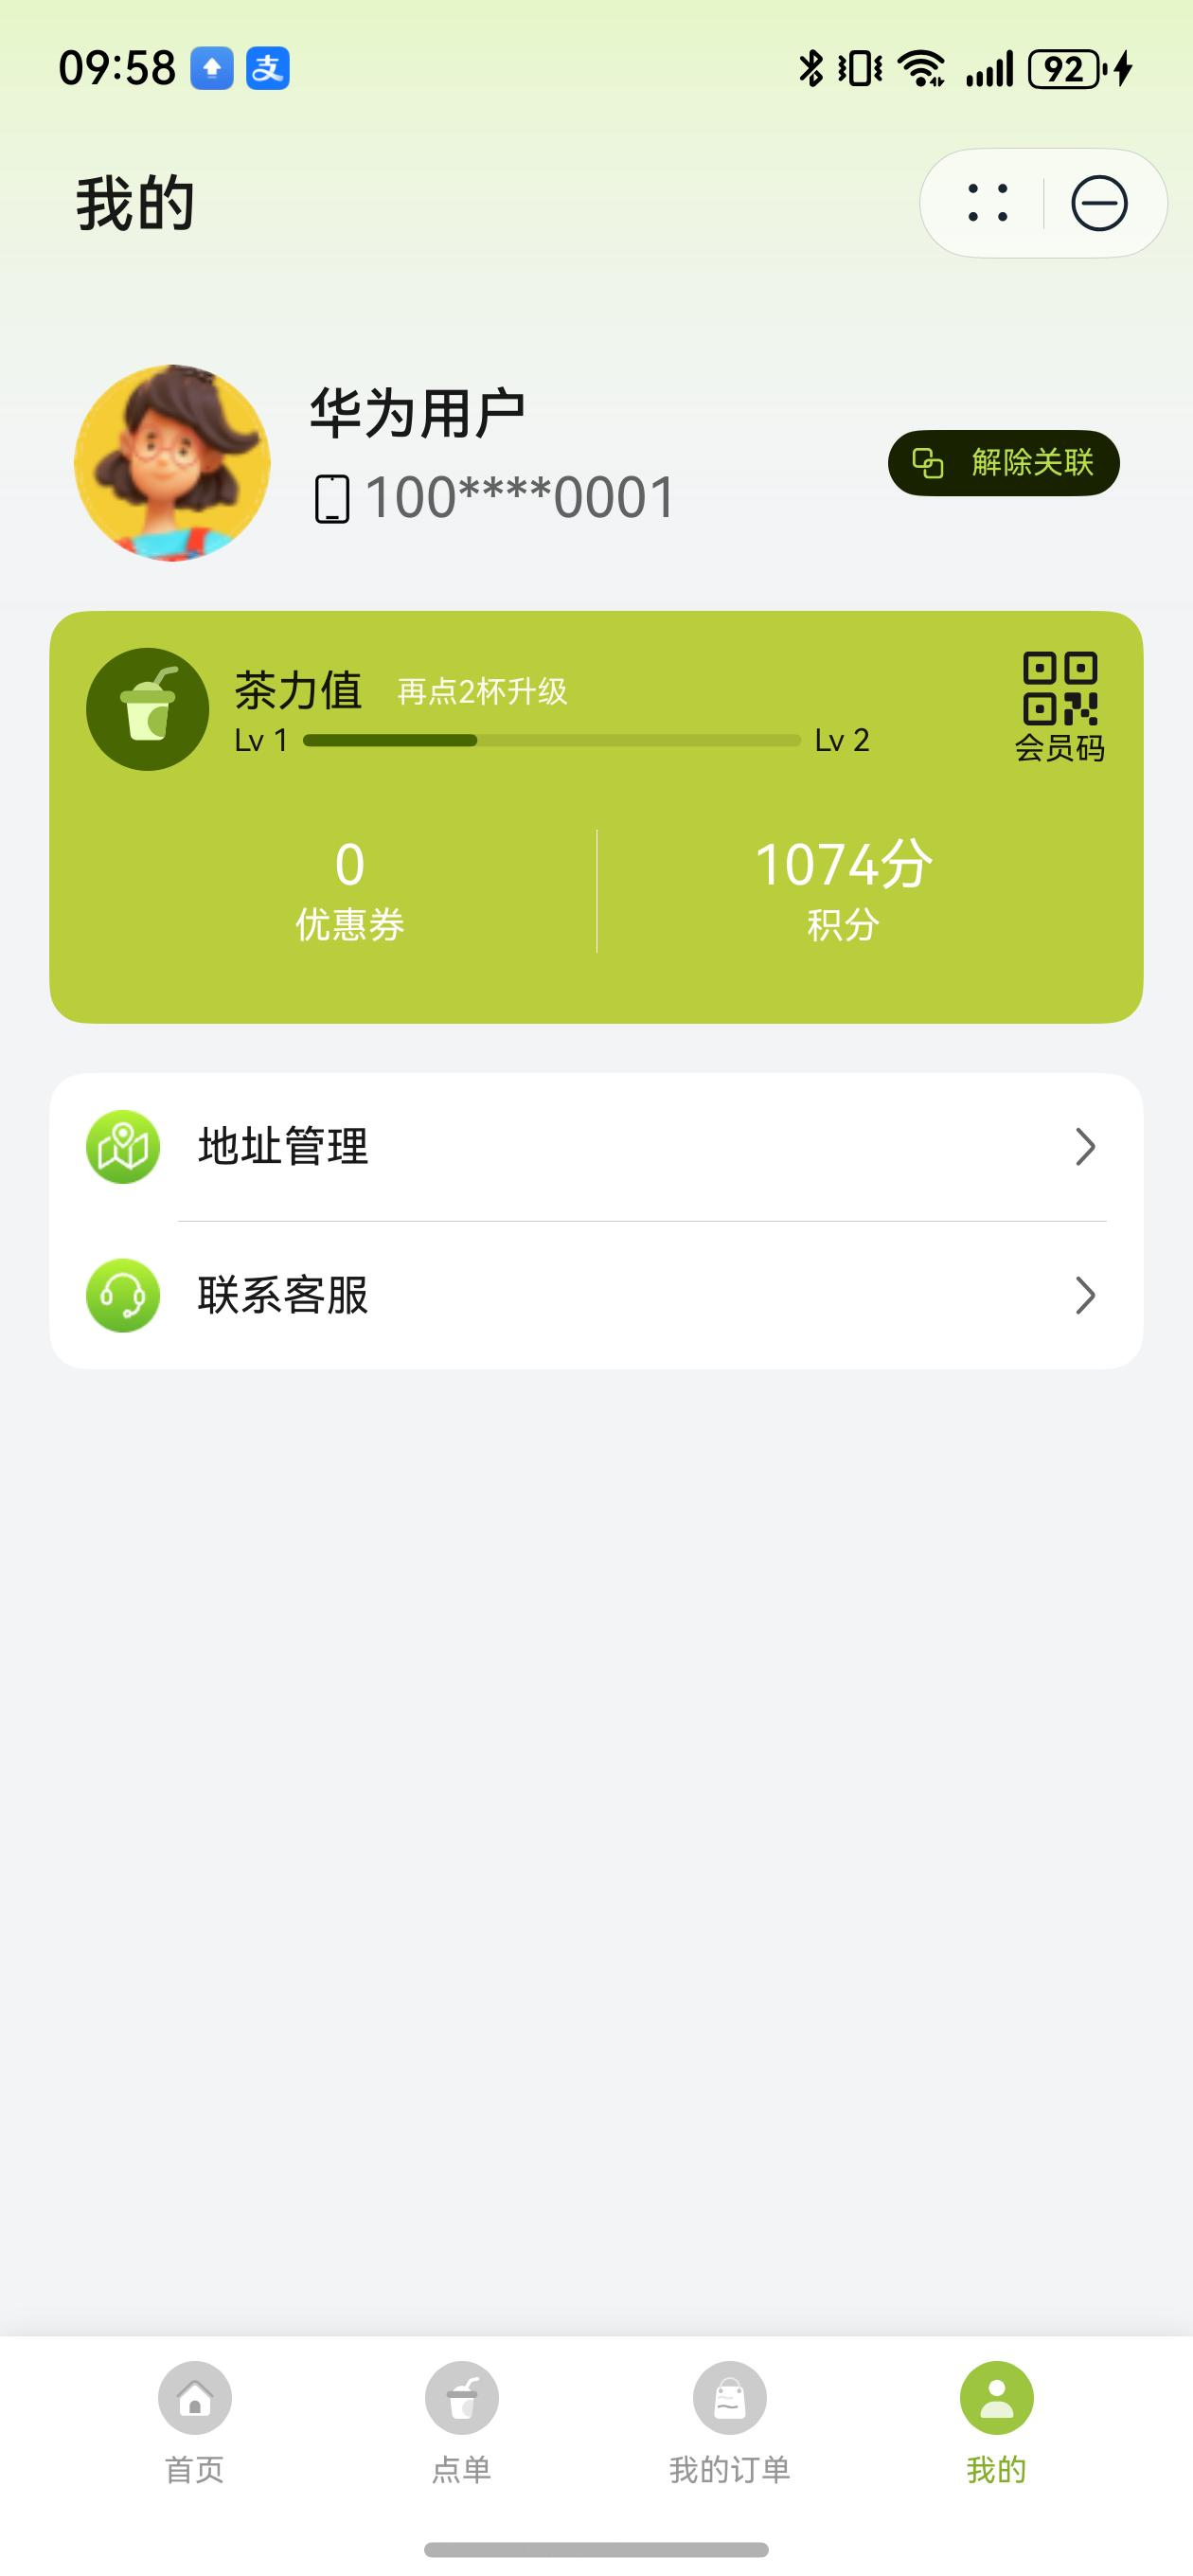 09:58 支 92
我的
华为用户
100****0001
解除关联
茶力值 再点2杯升级
Lv 1 Lv 2
会员码
0 1074分
优惠券 积分
地址管理
联系客服
首页 点单 我的订单 我的